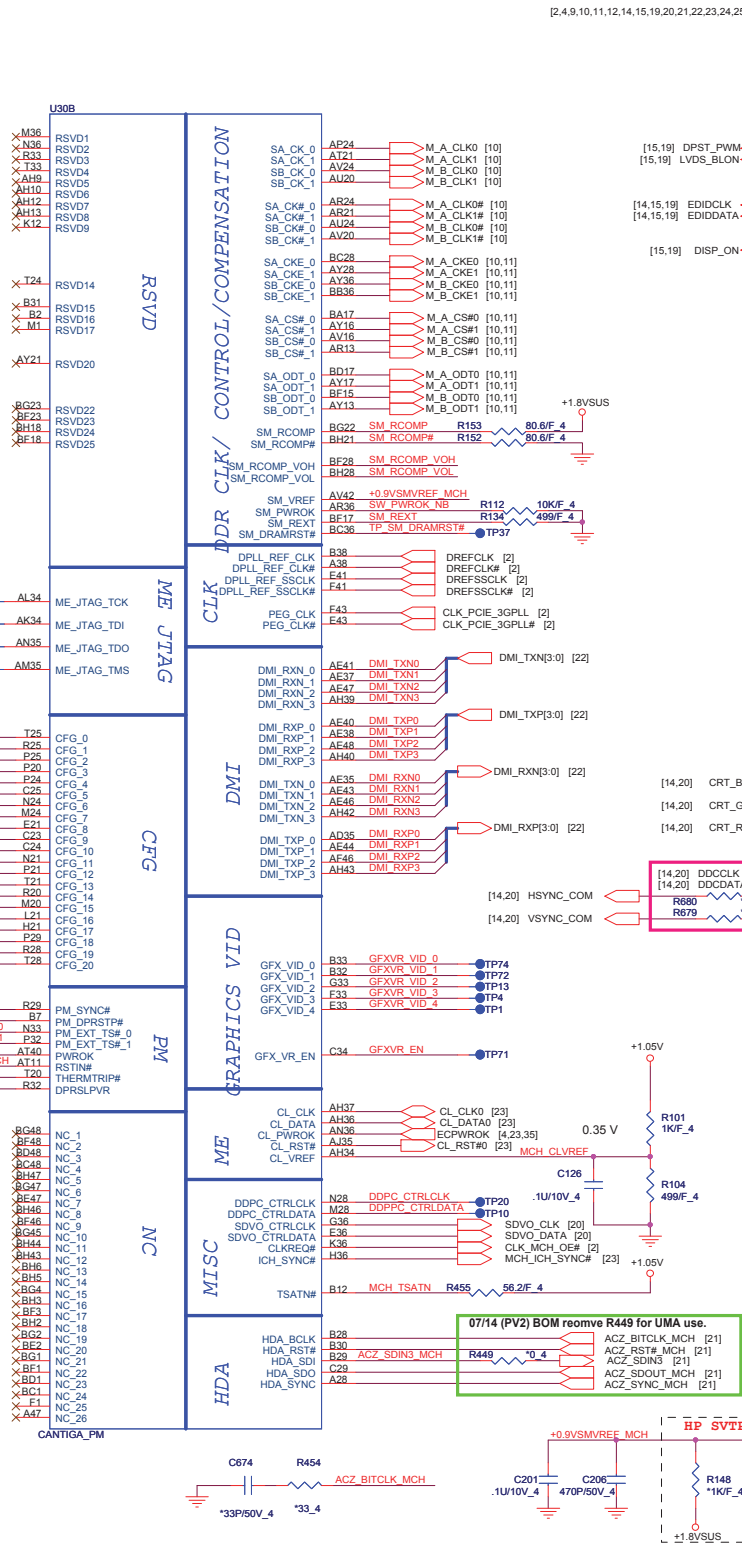 [2,4,9,10,11,12,14,15,19,20,21,22,23,24,25
U30B
M36 RSVD1
N36 RSVD2
R33 RSVD3
T33 RSVD4
AH9 RSVD5
AH10 RSVD6
AH12 RSVD7
AH13 RSVD8
K12 RSVD9
T24 RSVD14
B31 RSVD15
B2 RSVD16
M1 RSVD17
AY21 RSVD20
BG23 RSVD22
BF23 RSVD23
BH18 RSVD24
BF18 RSVD25
RSVD
DDR CLK/ CONTROL/COMPENSATION
SA_CK_0 AP24 M_A_CLK0 [10]
SA_CK_1 AT21 M_A_CLK1 [10]
SB_CK_0 AV24 M_B_CLK0 [10]
SB_CK_1 AU20 M_B_CLK1 [10]
SA_CK#_0 AR24 M_A_CLK0# [10]
SA_CK#_1 AR21 M_A_CLK1# [10]
SB_CK#_0 AU24 M_B_CLK0# [10]
SB_CK#_1 AV20 M_B_CLK1# [10]
SA_CKE_0 BC28 M_A_CKE0 [10,11]
SA_CKE_1 AY28 M_A_CKE1 [10,11]
SB_CKE_0 AY36 M_B_CKE0 [10,11]
SB_CKE_1 BB36 M_B_CKE1 [10,11]
SA_CS#_0 BA17 M_A_CS#0 [10,11]
SA_CS#_1 AY16 M_A_CS#1 [10,11]
SB_CS#_0 AV16 M_B_CS#0 [10,11]
SB_CS#_1 AR13 M_B_CS#1 [10,11]
SA_ODT_0 BD17 M_A_ODT0 [10,11]
SA_ODT_1 AY17 M_A_ODT1 [10,11]
SB_ODT_0 BF15 M_B_ODT0 [10,11]
SB_ODT_1 AY13 M_B_ODT1 [10,11]
+1.8VSUS
SM_RCOMP BG22 SM_RCOMP R153 80.6/F_4
SM_RCOMP# BH21 SM_RCOMP# R152 80.6/F_4
SM_RCOMP_VOH BF28 SM_RCOMP_VOH
SM_RCOMP_VOL BH28 SM_RCOMP_VOL
SM_VREF AV42 +0.9VSMVREF_MCH
SM_PWROK AR36 SW_PWROK_NB R112 10K/F_4
SM_REXT BF17 SM_REXT R134 499/F_4
SM_DRAMRST# BC36 TP_SM_DRAMRST# TP37
[15,19] DPST_PWM
[15,19] LVDS_BLON
[14,15,19] EDIDCLK
[14,15,19] EDIDDATA
[15,19] DISP_ON
CLK
DPLL_REF_CLK B38 DREFCLK [2]
DPLL_REF_CLK# A38 DREFCLK# [2]
DPLL_REF_SSCLK E41 DREFSSCLK [2]
DPLL_REF_SSCLK# F41 DREFSSCLK# [2]
PEG_CLK F43 CLK_PCIE_3GPLL [2]
PEG_CLK# E43 CLK_PCIE_3GPLL# [2]
ME JTAG
AL34 ME_JTAG_TCK
AK34 ME_JTAG_TDI
AN35 ME_JTAG_TDO
AM35 ME_JTAG_TMS
DMI
DMI_RXN_0 AE41 DMI_TXN0 DMI_TXN[3:0] [22]
DMI_RXN_1 AE37 DMI_TXN1
DMI_RXN_2 AE47 DMI_TXN2
DMI_RXN_3 AH39 DMI_TXN3
DMI_RXP_0 AE40 DMI_TXP0 DMI_TXP[3:0] [22]
DMI_RXP_1 AE38 DMI_TXP1
DMI_RXP_2 AE48 DMI_TXP2
DMI_RXP_3 AH40 DMI_TXP3
DMI_TXN_0 AE35 DMI_RXN0 DMI_RXN[3:0] [22]
DMI_TXN_1 AE43 DMI_RXN1
DMI_TXN_2 AE46 DMI_RXN2
DMI_TXN_3 AH42 DMI_RXN3
DMI_TXP_0 AD35 DMI_RXP0 DMI_RXP[3:0] [22]
DMI_TXP_1 AE44 DMI_RXP1
DMI_TXP_2 AF46 DMI_RXP2
DMI_TXP_3 AH43 DMI_RXP3
CFG
T25 CFG_0
R25 CFG_1
P25 CFG_2
P20 CFG_3
P24 CFG_4
C25 CFG_5
N24 CFG_6
M24 CFG_7
E21 CFG_8
C23 CFG_9
C24 CFG_10
N21 CFG_11
P21 CFG_12
T21 CFG_13
R20 CFG_14
M20 CFG_15
L21 CFG_16
H21 CFG_17
P29 CFG_18
R28 CFG_19
T28 CFG_20
[14,20] CRT_B
[14,20] CRT_G
[14,20] CRT_R
[14,20] DDCCLK
[14,20] DDCDATA
[14,20] HSYNC_COM R680
[14,20] VSYNC_COM R679
GRAPHICS VID
GFX_VID_0 B33 GFXVR_VID_0 TP74
GFX_VID_1 B32 GFXVR_VID_1 TP72
GFX_VID_2 G33 GFXVR_VID_2 TP13
GFX_VID_3 F33 GFXVR_VID_3 TP4
GFX_VID_4 E33 GFXVR_VID_4 TP1
GFX_VR_EN C34 GFXVR_EN TP71
PM
R29 PM_SYNC#
B7 PM_DPRSTP#
N33 PM_EXT_TS#_0
P32 PM_EXT_TS#_1
AT40 PWROK
AT11 RSTIN#
T20 THERMTRIP#
R32 DPRSLPVR
ME
CL_CLK AH37 CL_CLK0 [23]
CL_DATA AH36 CL_DATA0 [23]
CL_PWROK AN36 ECPWROK [4,23,35]
CL_RST# AJ35 CL_RST#0 [23]
CL_VREF AH34 MCH_CLVREF
+1.05V
R101
1K/F_4
0.35 V
C126
.1U/10V_4
R104
499/F_4
MISC
DDPC_CTRLCLK N28 DDPC_CTRLCLK TP20
DDPC_CTRLDATA M28 DDPPC_CTRLDATA TP10
SDVO_CTRLCLK G36 SDVO_CLK [20]
SDVO_CTRLDATA E36 SDVO_DATA [20]
CLKREQ# K36 CLK_MCH_OE# [2]
ICH_SYNC# H36 MCH_ICH_SYNC# [23]
+1.05V
TSATN# B12 MCH_TSATN R455 56.2/F_4
NC
BG48 NC_1
BF48 NC_2
BD48 NC_3
BC48 NC_4
BH47 NC_5
BG47 NC_6
BE47 NC_7
BH46 NC_8
BF46 NC_9
BG45 NC_10
BH44 NC_11
BH43 NC_12
BH6 NC_13
BH5 NC_14
BG4 NC_15
BH3 NC_16
BF3 NC_17
BH2 NC_18
BG2 NC_19
BE2 NC_20
BG1 NC_21
BF1 NC_22
BD1 NC_23
BC1 NC_24
F1 NC_25
A47 NC_26
07/14 (PV2) BOM reomve R449 for UMA use.
HDA
HDA_BCLK B28 ACZ_BITCLK_MCH [21]
HDA_RST# B30 ACZ_RST#_MCH [21]
HDA_SDI B29 ACZ_SDIN3_MCH R449 *0_4 ACZ_SDIN3 [21]
HDA_SDO C29 ACZ_SDOUT_MCH [21]
HDA_SYNC A28 ACZ_SYNC_MCH [21]
CANTIGA_PM
C674 R454 ACZ_BITCLK_MCH
*33P/50V_4 *33_4
+0.9VSMVREF_MCH
C201
.1U/10V_4
C206
470P/50V_4
HP SVTP
R148
*1K/F_4
+1.8VSUS